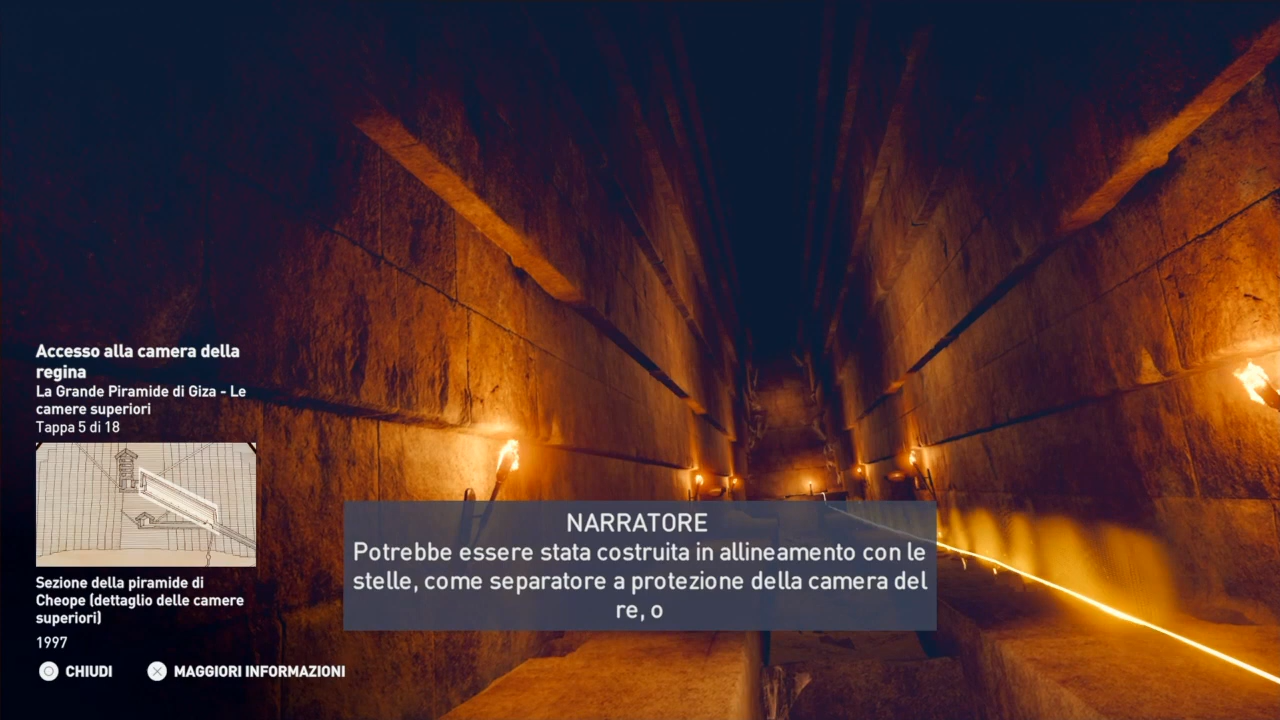 Accesso alla camera della
regina
La Grande Piramide di Giza - Le
camere superiori
Tappa 5 di 18
Sezione della piramide di
Cheope (dettaglio delle camere
superiori)
1997
CHIUDI
MAGGIORI INFORMAZIONI
NARRATORE
Potrebbe essere stata costruita in allineamento con le
stelle, come separatore a protezione della camera del
re, o